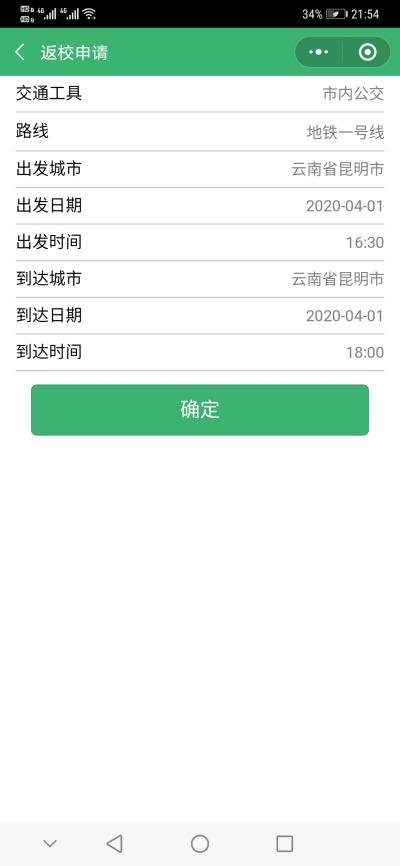 34% 21:54
返校申请
交通工具 市内公交
路线 地铁一号线
出发城市 云南省昆明市
出发日期 2020-04-01
出发时间 16:30
到达城市 云南省昆明市
到达日期 2020-04-01
到达时间 18:00
确定